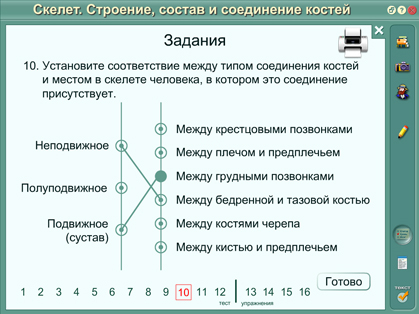 Скелет. Строение, состав и соединение костей
Задания
10. Установите соответствие между типом соединения костей
и местом в скелете человека, в котором это соединение
присутствует.
Неподвижное
Полуподвижное
Подвижное
(сустав)
Между крестцовыми позвонками
Между плечом и предплечьем
Между грудными позвонками
Между бедренной и тазовой костью
Между костями черепа
Между кистью и предплечьем
Готово
1 2 3 4 5 6 7 8 9 10 11 12 13 14 15 16
тест упражнения
текст